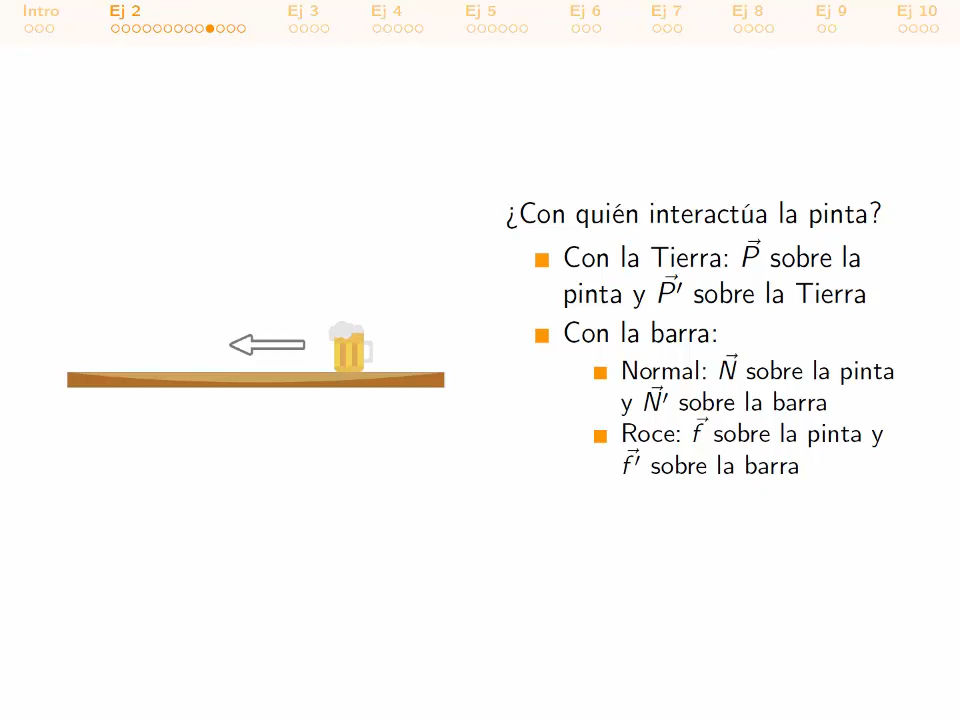 Intro Ej 2 Ej 3 Ej 4 Ej 5 Ej 6 Ej 7 Ej 8 Ej 9 Ej 10
¿Con quién interactúa la pinta?
Con la Tierra: P⃗ sobre la
pinta y P⃗′ sobre la Tierra
Con la barra:
Normal: N⃗ sobre la pinta
y N⃗′ sobre la barra
Roce: f⃗ sobre la pinta y
f⃗′ sobre la barra